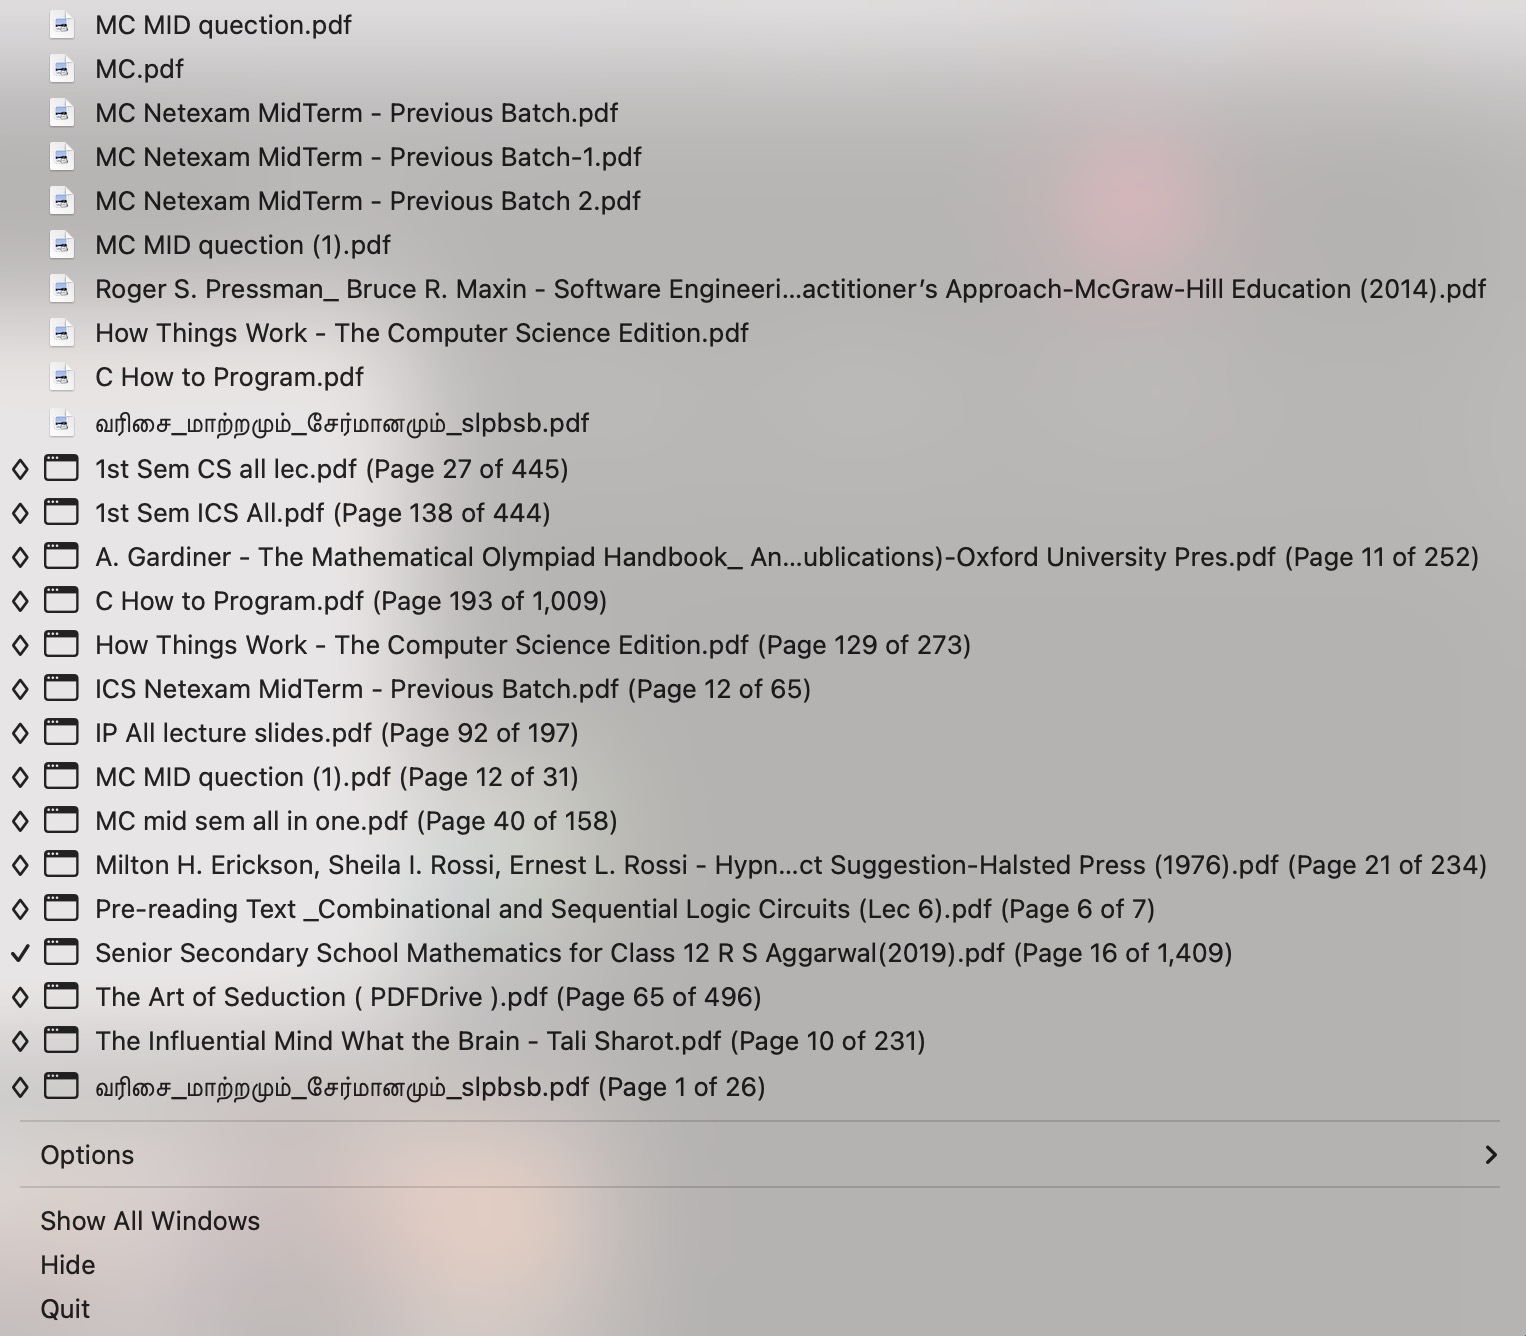 MC MID quection.pdf
MC.pdf
MC Netexam MidTerm - Previous Batch.pdf
MC Netexam MidTerm - Previous Batch-1.pdf
MC Netexam MidTerm - Previous Batch 2.pdf
MC MID quection (1).pdf
Roger S. Pressman_ Bruce R. Maxin - Software Engineeri...actitioner’s Approach-McGraw-Hill Education (2014).pdf
How Things Work - The Computer Science Edition.pdf
C How to Program.pdf
வரிசை_மாற்றமும்_சேர்மானமும்_slpbsb.pdf
1st Sem CS all lec.pdf (Page 27 of 445)
1st Sem ICS All.pdf (Page 138 of 444)
A. Gardiner - The Mathematical Olympiad Handbook_ An...ublications)-Oxford University Pres.pdf (Page 11 of 252)
C How to Program.pdf (Page 193 of 1,009)
How Things Work - The Computer Science Edition.pdf (Page 129 of 273)
ICS Netexam MidTerm - Previous Batch.pdf (Page 12 of 65)
IP All lecture slides.pdf (Page 92 of 197)
MC MID quection (1).pdf (Page 12 of 31)
MC mid sem all in one.pdf (Page 40 of 158)
Milton H. Erickson, Sheila I. Rossi, Ernest L. Rossi - Hypn...ct Suggestion-Halsted Press (1976).pdf (Page 21 of 234)
Pre-reading Text _Combinational and Sequential Logic Circuits (Lec 6).pdf (Page 6 of 7)
Senior Secondary School Mathematics for Class 12 R S Aggarwal(2019).pdf (Page 16 of 1,409)
The Art of Seduction ( PDFDrive ).pdf (Page 65 of 496)
The Influential Mind What the Brain - Tali Sharot.pdf (Page 10 of 231)
வரிசை_மாற்றமும்_சேர்மானமும்_slpbsb.pdf (Page 1 of 26)
Options
Show All Windows
Hide
Quit